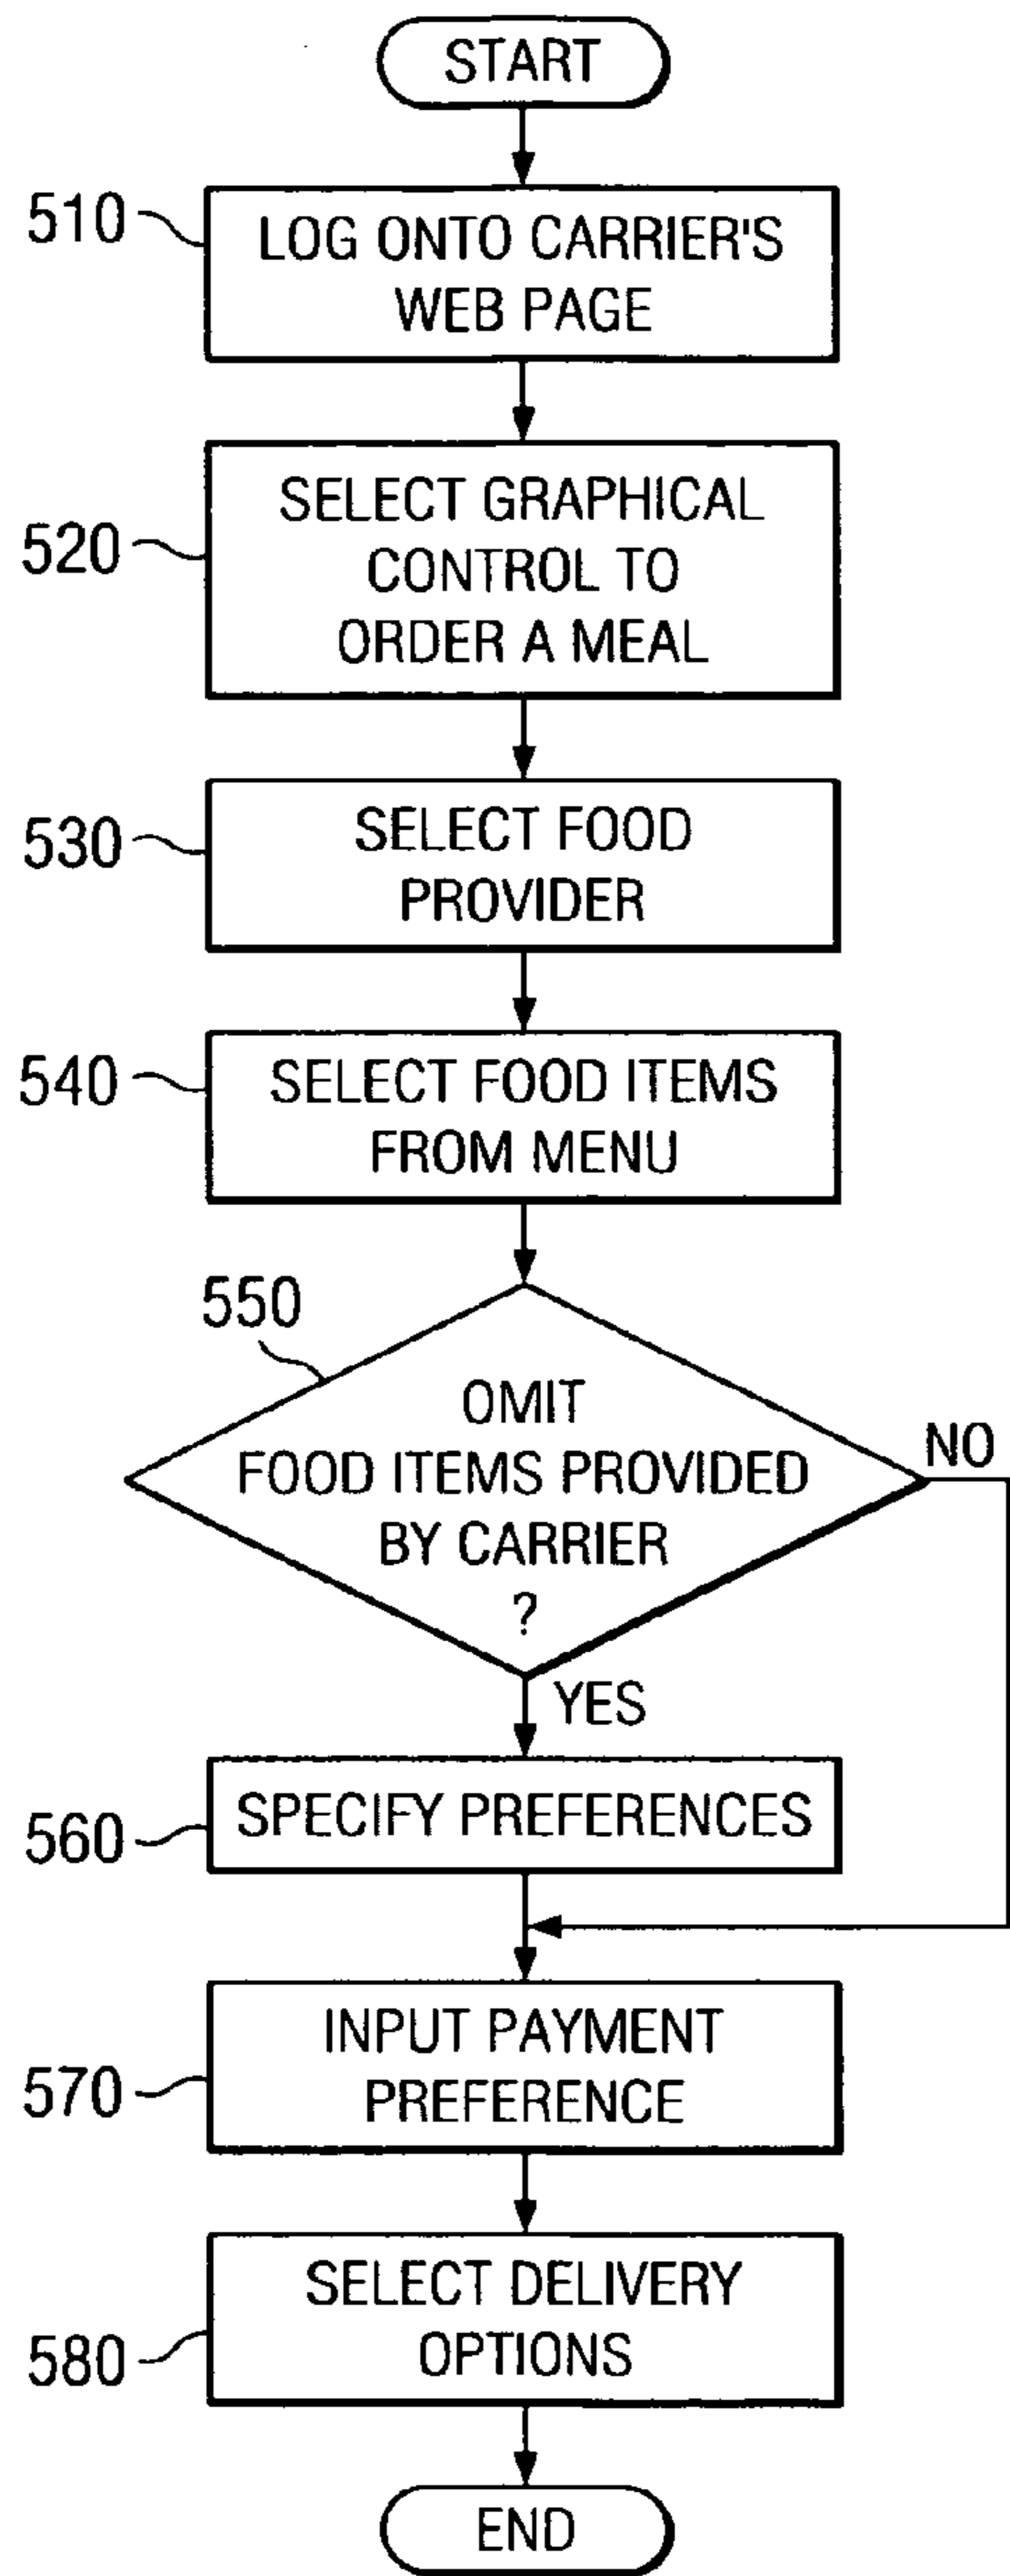 START
510
LOG ONTO CARRIER'S
WEB PAGE
520
SELECT GRAPHICAL
CONTROL TO
ORDER A MEAL
530
SELECT FOOD
PROVIDER
540
SELECT FOOD ITEMS
FROM MENU
550
OMIT
FOOD ITEMS PROVIDED
BY CARRIER
?
NO
YES
560
SPECIFY PREFERENCES
570
INPUT PAYMENT
PREFERENCE
580
SELECT DELIVERY
OPTIONS
END